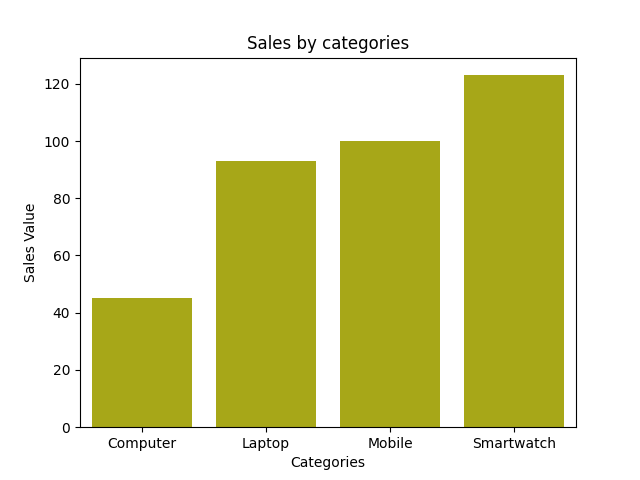 Sales by categories
Sales Value
120
100
80
60
40
20
0
Computer Laptop Mobile Smartwatch
Categories